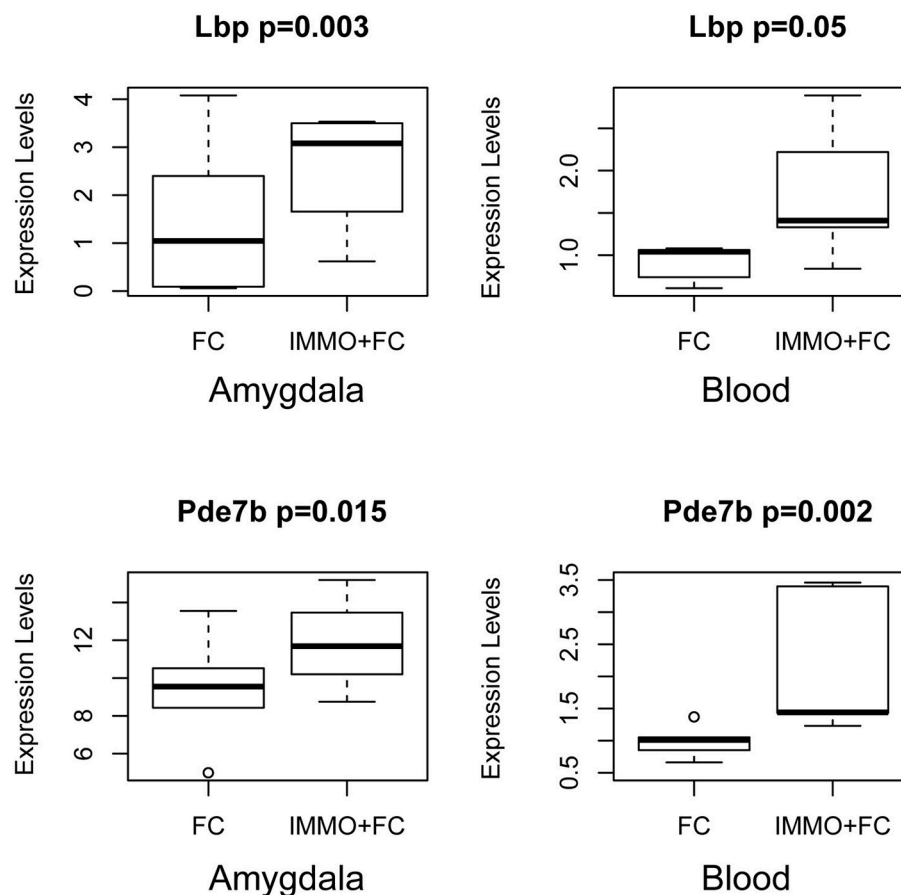 Lbp p=0.003
Expression Levels
4
3
2
1
0
FC IMMO+FC
Amygdala
Lbp p=0.05
Expression Levels
2.0
1.0
FC IMMO+FC
Blood
Pde7b p=0.015
Expression Levels
12
8
6
FC IMMO+FC
Amygdala
Pde7b p=0.002
Expression Levels
3.5
2.5
1.5
0.5
FC IMMO+FC
Blood